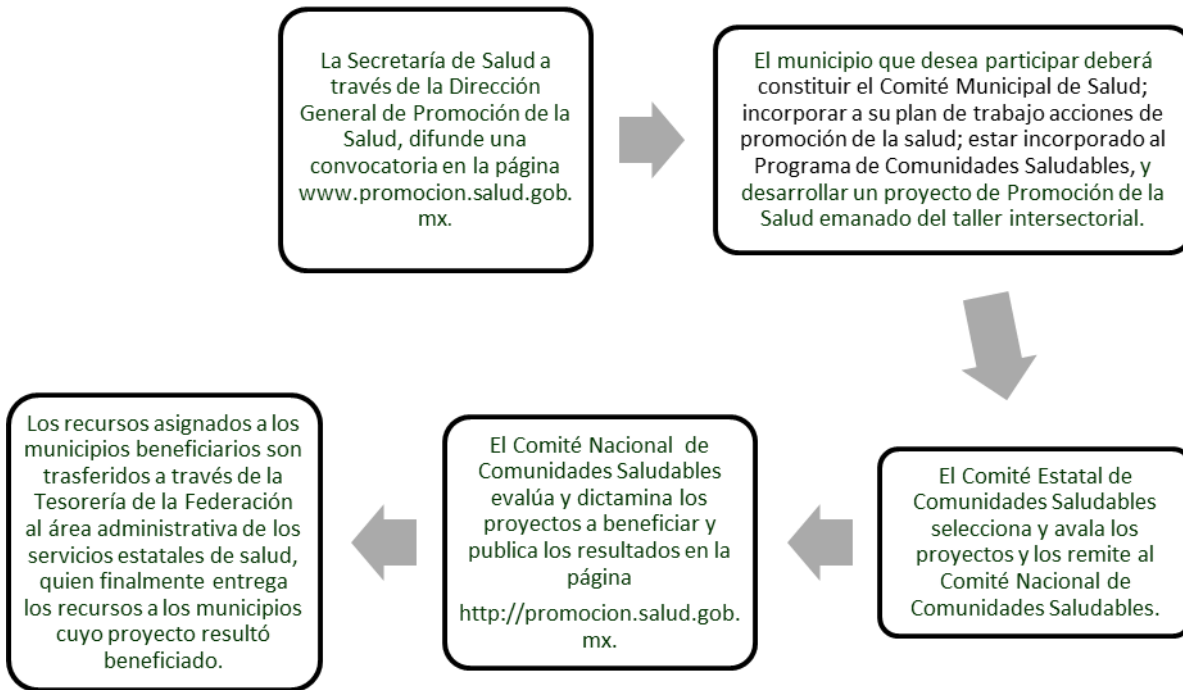 La Secretaría de Salud a
través de la Dirección
General de Promoción de la
Salud, difunde una
convocatoria en la página
www.promocion.salud.gob.
mx.
El municipio que desea participar deberá
constituir el Comité Municipal de Salud;
incorporar a su plan de trabajo acciones de
promoción de la salud; estar incorporado al
Programa de Comunidades Saludables, y
desarrollar un proyecto de Promoción de la
Salud emanado del taller intersectorial.
El Comité Estatal de
Comunidades Saludables
selecciona y avala los
proyectos y los remite al
Comité Nacional de
Comunidades Saludables.
El Comité Nacional de
Comunidades Saludables
evalúa y dictamina los
proyectos a beneficiar y
publica los resultados en la
página
http://promocion.salud.gob.
mx.
Los recursos asignados a los
municipios beneficiarios son
trasferidos a través de la
Tesorería de la Federación
al área administrativa de los
servicios estatales de salud,
quien finalmente entrega
los recursos a los municipios
cuyo proyecto resultó
beneficiado.